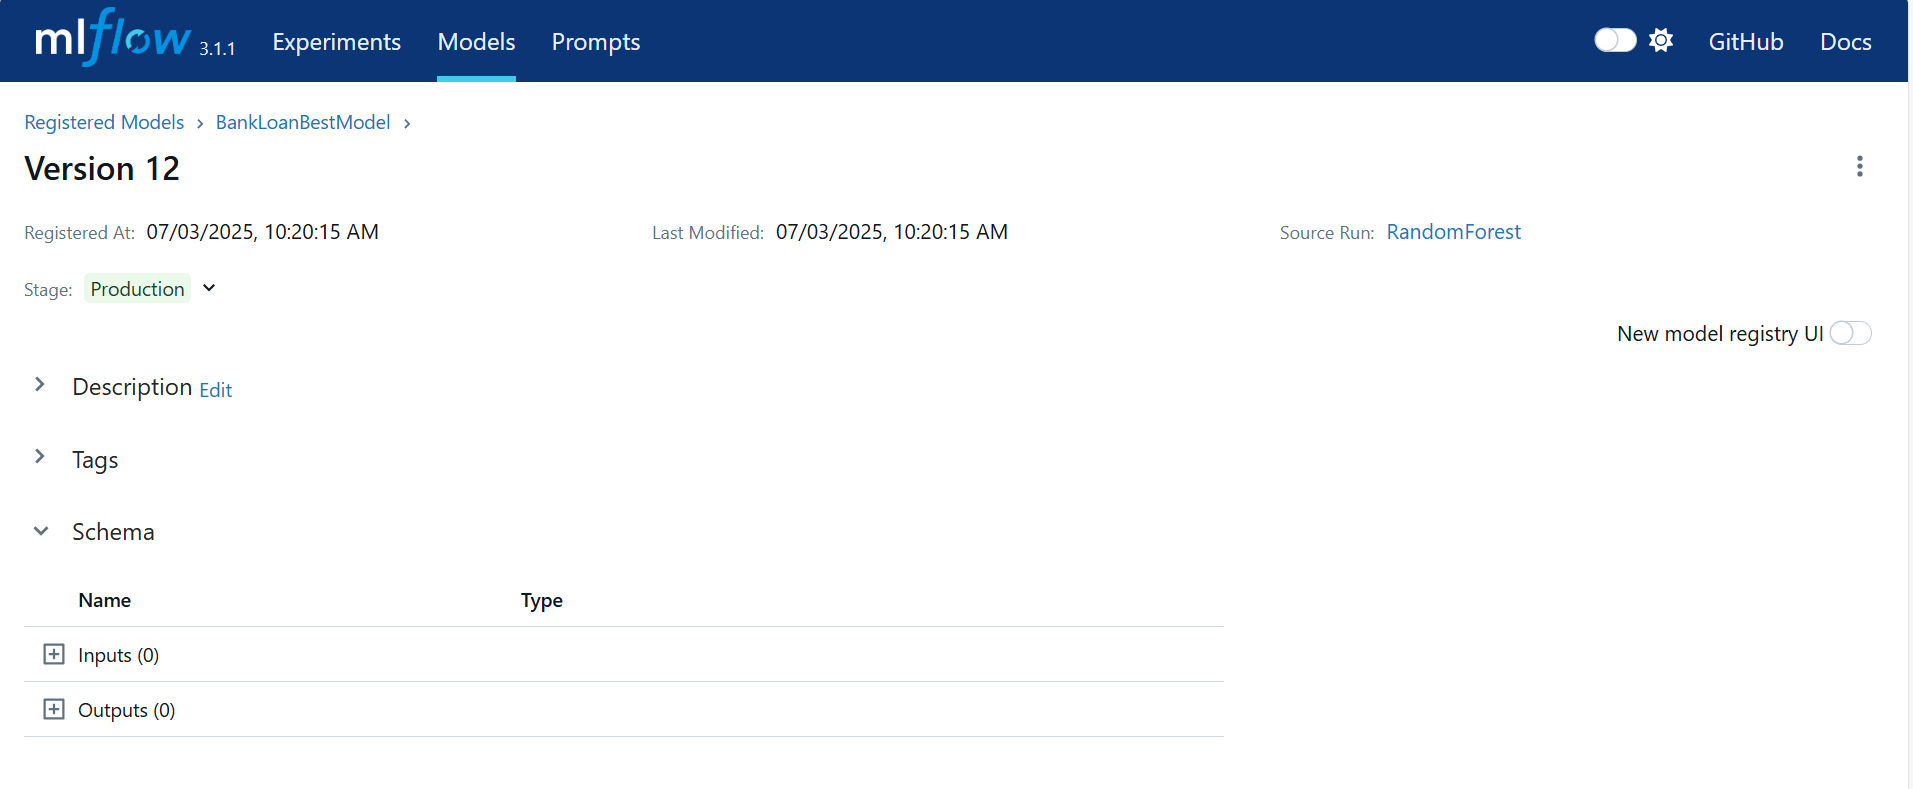 mlflow 3.1.1 Experiments Models Prompts GitHub Docs
Registered Models > BankLoanBestModel >
Version 12
Registered At: 07/03/2025, 10:20:15 AM Last Modified: 07/03/2025, 10:20:15 AM Source Run: RandomForest
Stage: Production
New model registry UI
Description Edit
Tags
Schema
Name Type
Inputs (0)
Outputs (0)